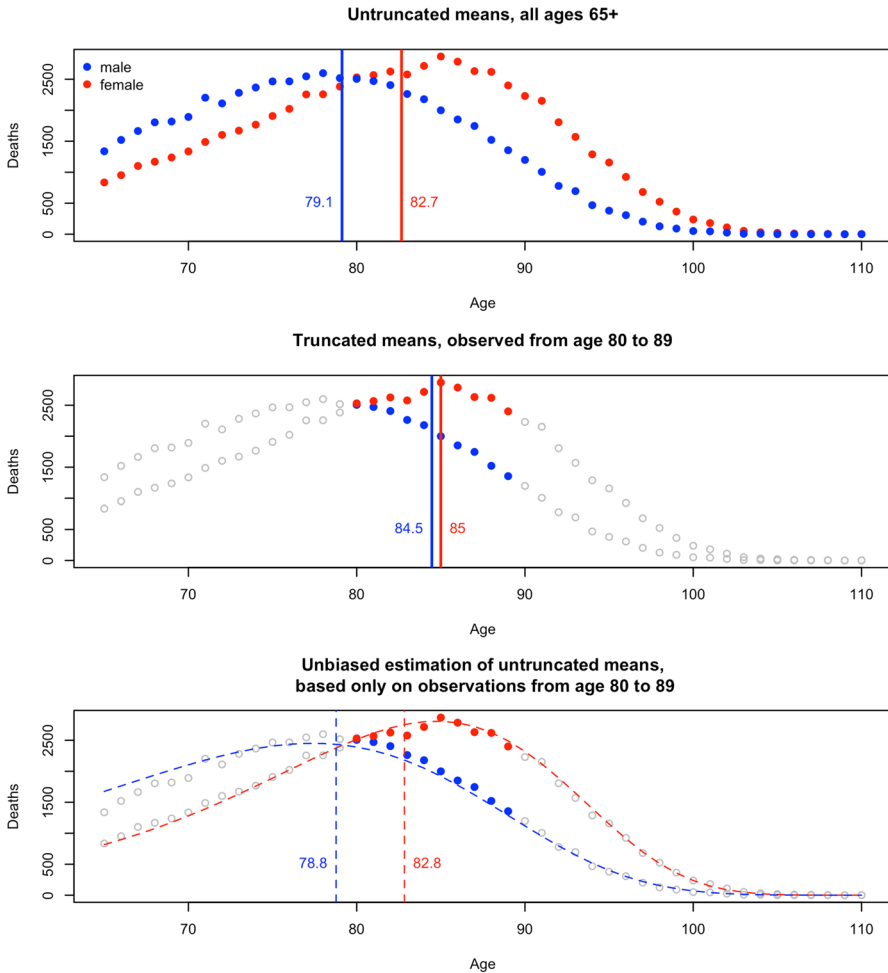 Untruncated means, all ages 65+
male
female
Deaths
2500
1500
500
0
79.1
82.7
70
80
90
100
110
Age
Truncated means, observed from age 80 to 89
Deaths
2500
1500
500
0
84.5
85
70
80
90
100
110
Age
Unbiased estimation of untruncated means,
based only on observations from age 80 to 89
Deaths
2500
1500
500
0
78.8
82.8
70
80
90
100
110
Age